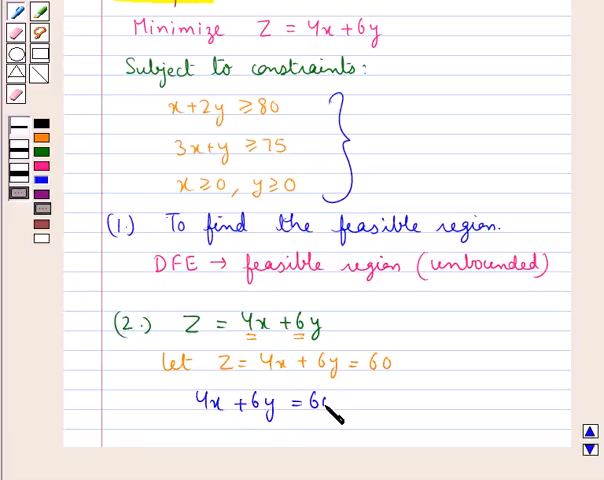 Minimize Z = 4x + 6y
Subject to constraints:
x + 2y ≥ 80
3x + y ≥ 75
x ≥ 0, y ≥ 0
(1.) To find the feasible region.
DFE → feasible region (unbounded)
(2.) Z = 4x + 6y
let Z = 4x + 6y = 60
4x + 6y = 60